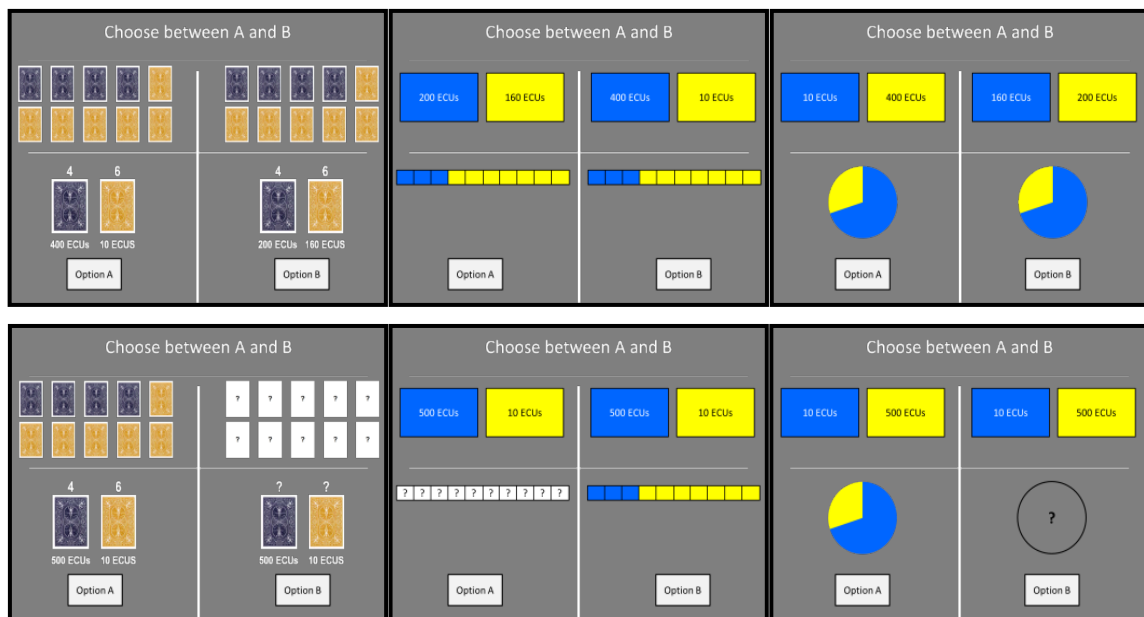 Choose between A and B
4 6 4 6
400 ECUs 10 ECUS 200 ECUs 160 ECUS
Option A Option B
Choose between A and B
200 ECUs 160 ECUs 400 ECUs 10 ECUs
Option A Option B
Choose between A and B
10 ECUs 400 ECUs 160 ECUs 200 ECUs
Option A Option B
Choose between A and B
? ? ? ? ?
? ? ? ? ?
4 6 ? ?
500 ECUs 10 ECUS 500 ECUs 10 ECUS
Option A Option B
Choose between A and B
500 ECUs 10 ECUs 500 ECUs 10 ECUs
? ? ? ? ? ? ? ? ? ?
Option A Option B
Choose between A and B
10 ECUs 500 ECUs 10 ECUs 500 ECUs
?
Option A Option B